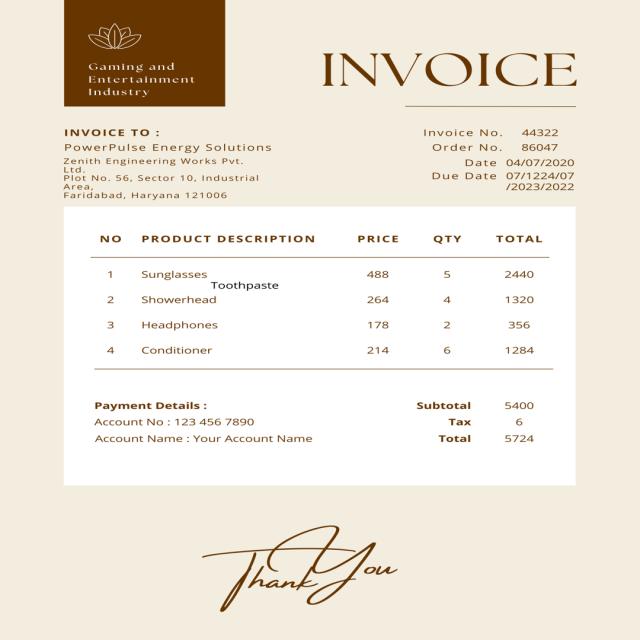 Gaming and
Entertainment
Industry
INVOICE
INVOICE TO :
PowerPulse Energy Solutions
Zenith Engineering Works Pvt.
Ltd.
Plot No. 56, Sector 10, Industrial
Area,
Faridabad, Haryana 121006
Invoice No. 44322
Order No. 86047
Date 04/07/2020
Due Date 07/1224/07
/2023/2022
NO PRODUCT DESCRIPTION PRICE QTY TOTAL
1 Sunglasses 488 5 2440
Toothpaste
2 Showerhead 264 4 1320
3 Headphones 178 2 356
4 Conditioner 214 6 1284
Payment Details :
Account No : 123 456 7890
Account Name : Your Account Name
Subtotal 5400
Tax 6
Total 5724
Thank You